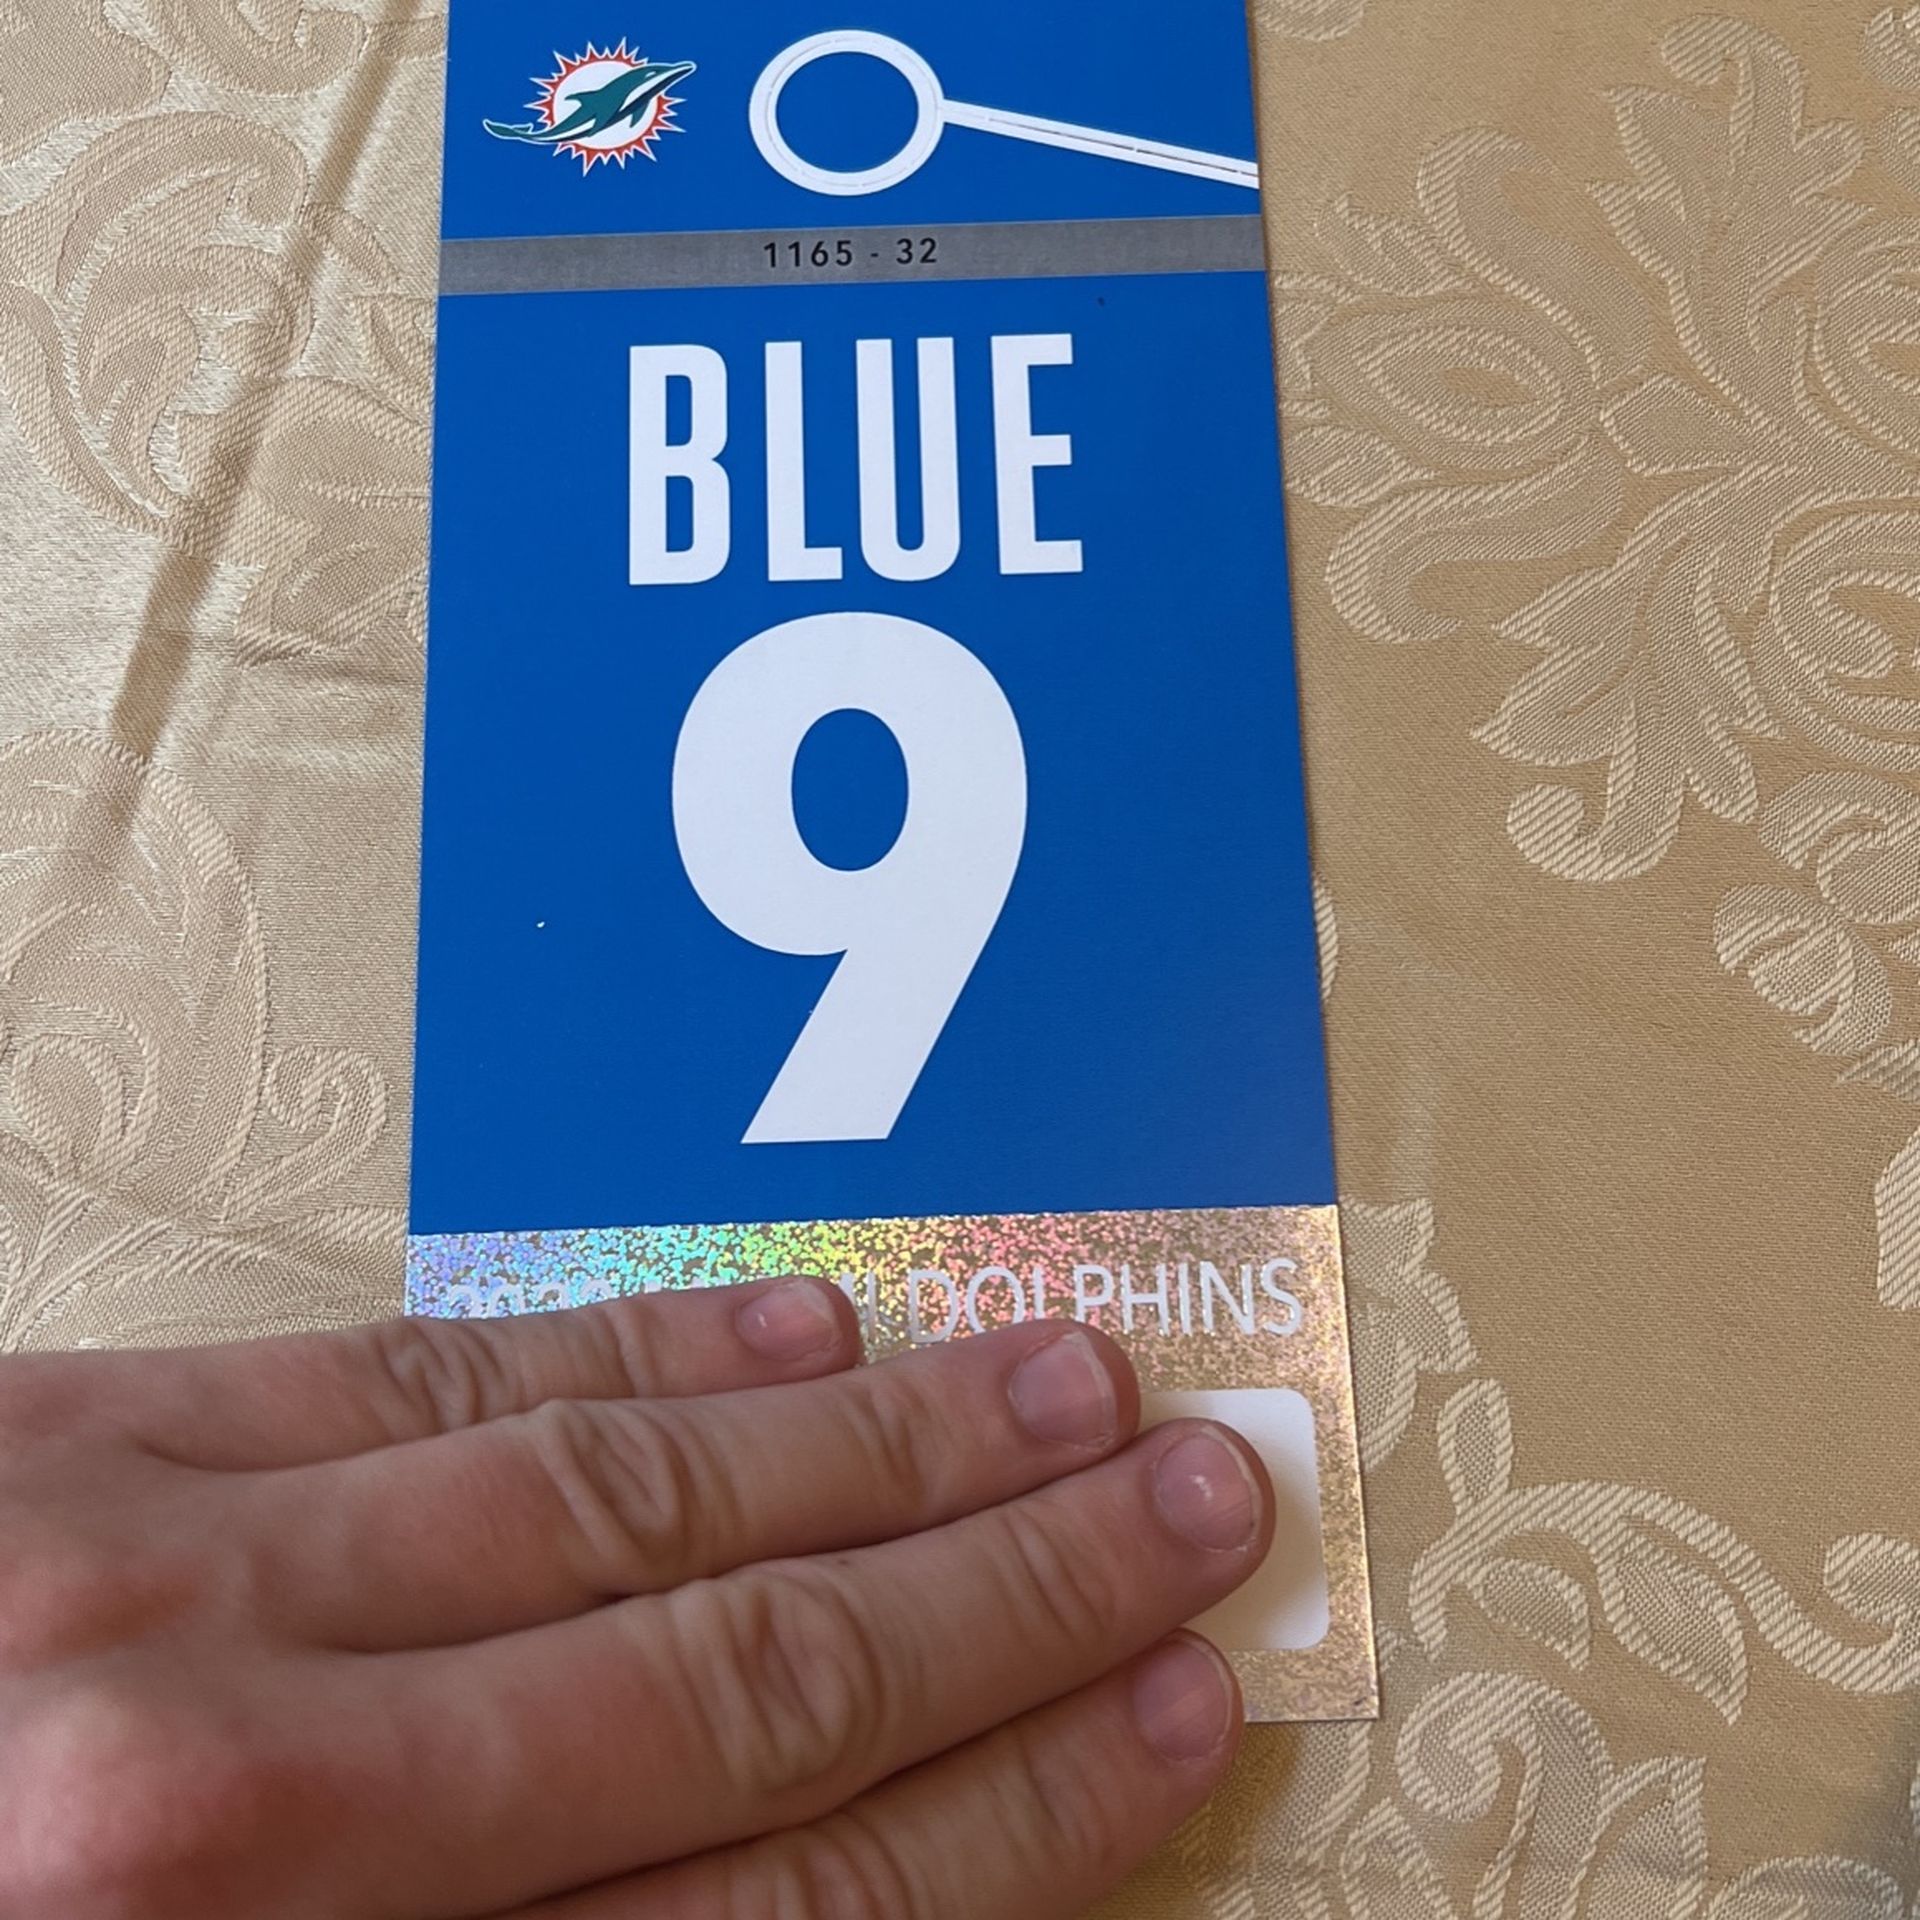 1165 - 32
BLUE
9
DOLPHINS